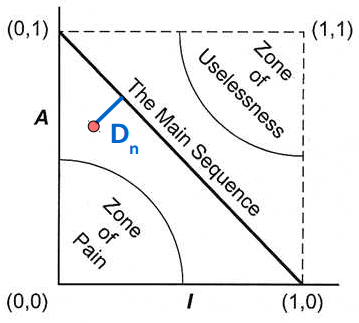 (0,1)
(1,1)
Zone
of
Uselessness
The Main Sequence
A
Dn
Zone
of
Pain
(0,0)
I
(1,0)